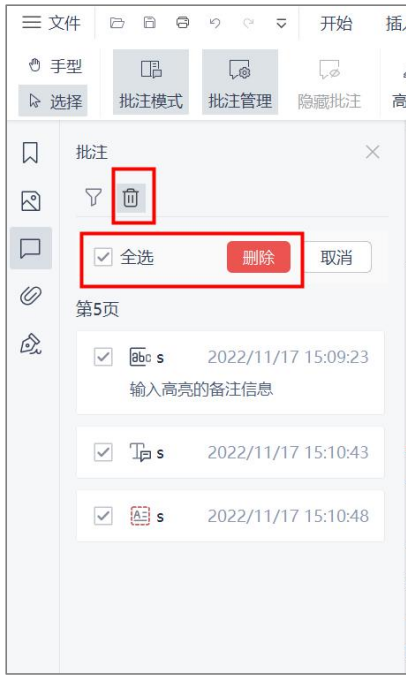 文件 开始 插
手型
选择 批注模式 批注管理 隐藏批注 高
批注
全选 删除 取消
第5页
abc s 2022/11/17 15:09:23
输入高亮的备注信息
T s 2022/11/17 15:10:43
A s 2022/11/17 15:10:48